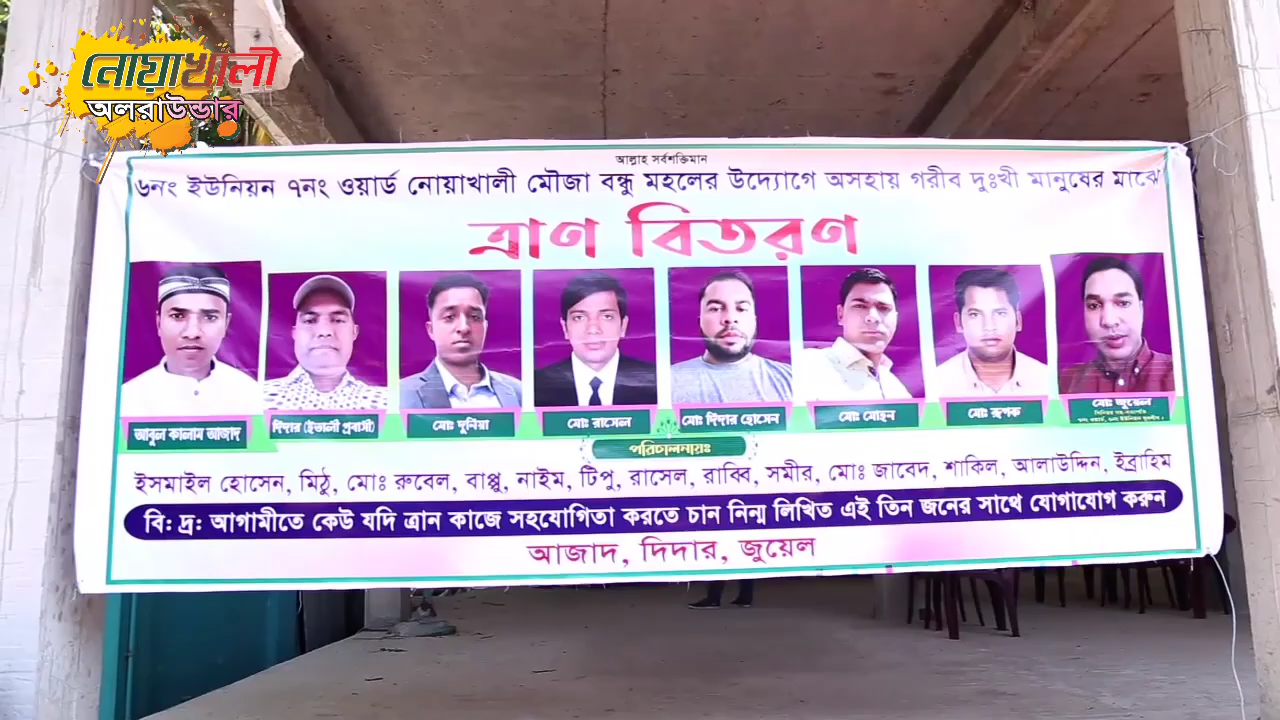 নোয়াখালী
অলরাউন্ডার
আল্লাহ সর্বশক্তিমান
৬নং ইউনিয়ন ৭নং ওয়ার্ড নোয়াখালী মৌজা বন্ধু মহলের উদ্যোগে অসহায় গরীব দুঃখী মানুষের মাঝে
ত্রাণ বিতরণ
আবুল কালাম আজাদ
দিদার (ইতালী প্রবাসী)
মোঃ দুনিয়া
মোঃ রাসেল
মোঃ দিদার হোসেন
মোঃ মোহন
মোঃ রূপক
মোঃ জুয়েল
পরিচালনায়ঃ
ইসমাইল হোসেন, মিঠু, মোঃ রুবেল, বাপ্পু, নাইম, টিপু, রাসেল, রাব্বি, সমীর, মোঃ জাবেদ, শাকিল, আলাউদ্দিন, ইব্রাহিম
বি: দ্র: আগামীতে কেউ যদি ত্রান কাজে সহযোগিতা করতে চান নিন্ম লিখিত এই তিন জনের সাথে যোগাযোগ করুন
আজাদ, দিদার, জুয়েল